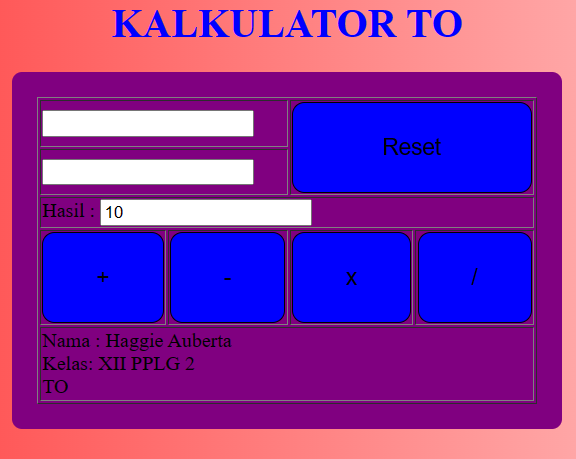 KALKULATOR TO
Reset
Hasil : 10
+ - x /
Nama : Haggie Auberta
Kelas: XII PPLG 2
TO